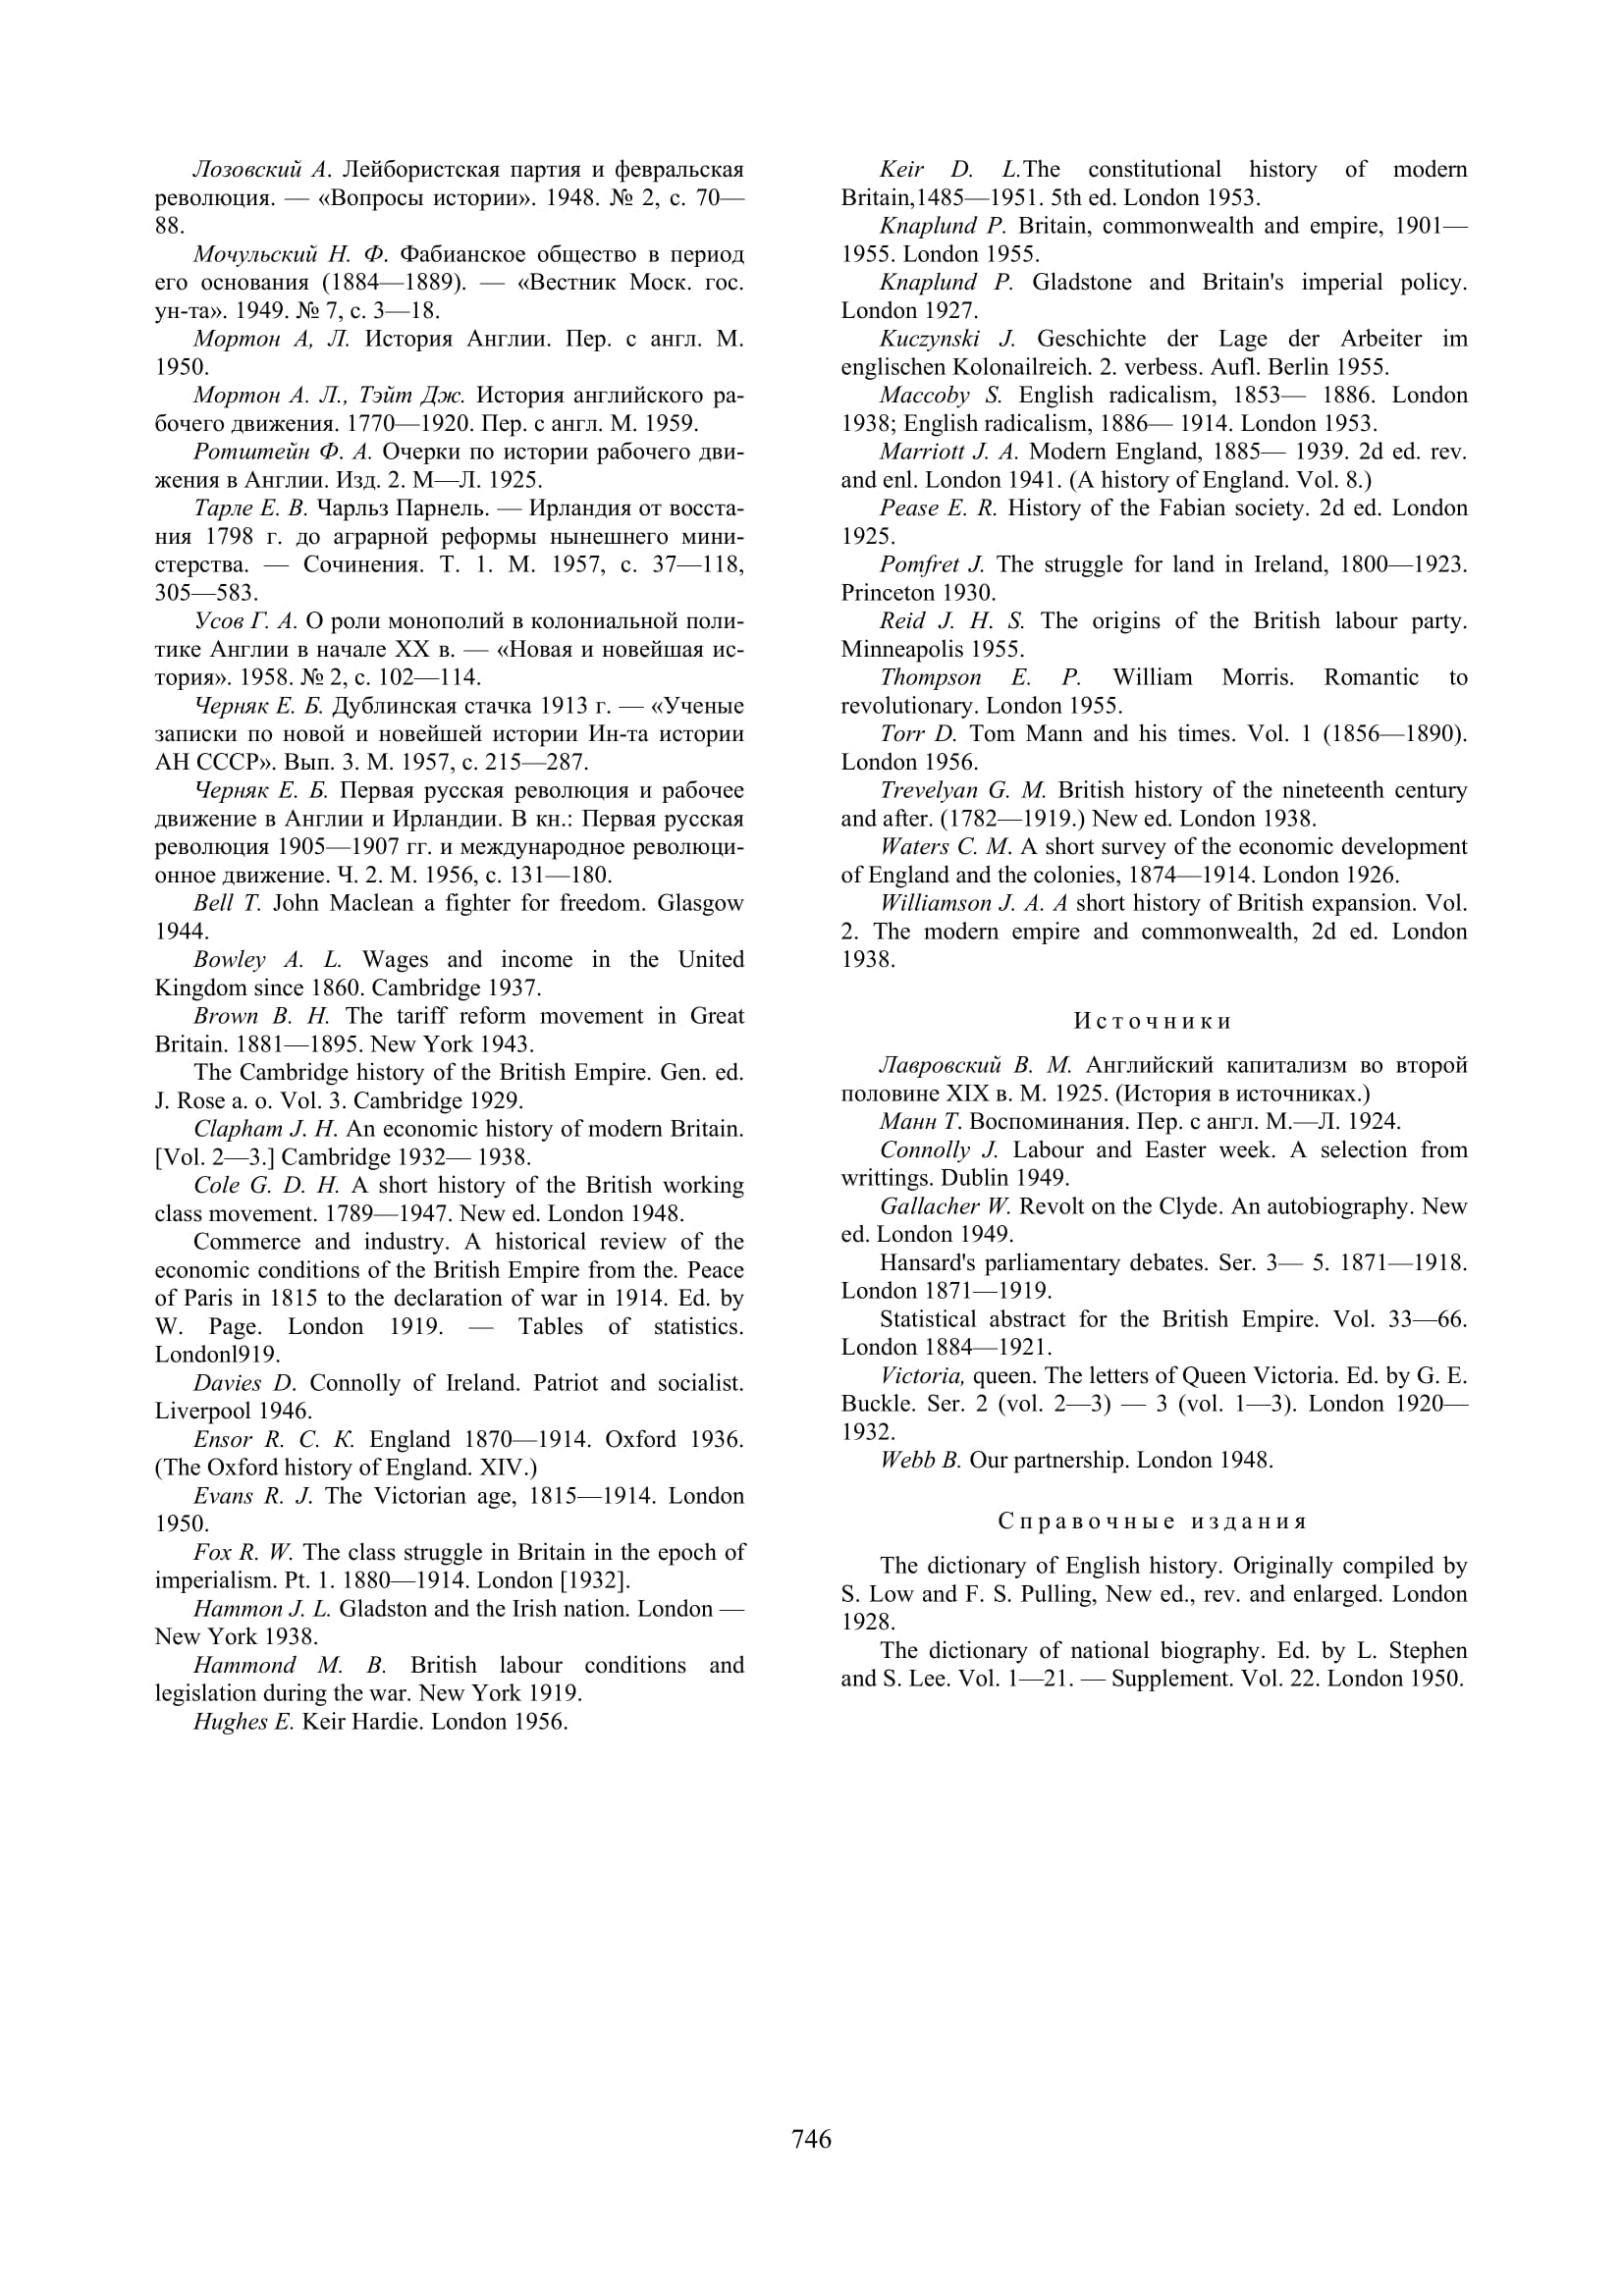 Лозовский А. Лейбористская партия и февральская
революция. — «Вопросы истории». 1948. № 2, с. 70—
88.
Мочульский Н. Ф. Фабианское общество в период
его основания (1884—1889). — «Вестник Моск. гос.
ун-та». 1949. № 7, с. 3—18.
Мортон А, Л. История Англии. Пер. с англ. М.
1950.
Мортон А. Л., Тэйт Дж. История английского ра-
бочего движения. 1770—1920. Пер. с англ. М. 1959.
Ротштейн Ф. А. Очерки по истории рабочего дви-
жения в Англии. Изд. 2. М—Л. 1925.
Тарле Е. В. Чарльз Парнель. — Ирландия от восста-
ния 1798 г. до аграрной реформы нынешнего мини-
стерства. — Сочинения. Т. 1. М. 1957, с. 37—118,
305—583.
Усов Г. А. О роли монополий в колониальной поли-
тике Англии в начале XX в. — «Новая и новейшая ис-
тория». 1958. № 2, с. 102—114.
Черняк Е. Б. Дублинская стачка 1913 г. — «Ученые
записки по новой и новейшей истории Ин-та истории
АН СССР». Вып. 3. М. 1957, с. 215—287.
Черняк Е. Б. Первая русская революция и рабочее
движение в Англии и Ирландии. В кн.: Первая русская
революция 1905—1907 гг. и международное революци-
онное движение. Ч. 2. М. 1956, с. 131—180.
Bell T. John Maclean a fighter for freedom. Glasgow
1944.
Bowley A. L. Wages and income in the United
Kingdom since 1860. Cambridge 1937.
Brown B. H. The tariff reform movement in Great
Britain. 1881—1895. New York 1943.
The Cambridge history of the British Empire. Gen. ed.
J. Rose a. o. Vol. 3. Cambridge 1929.
Clapham J. H. An economic history of modern Britain.
[Vol. 2—3.] Cambridge 1932— 1938.
Cole G. D. H. A short history of the British working
class movement. 1789—1947. New ed. London 1948.
Commerce and industry. A historical review of the
economic conditions of the British Empire from the. Peace
of Paris in 1815 to the declaration of war in 1914. Ed. by
W. Page. London 1919. — Tables of statistics.
Londonl919.
Davies D. Connolly of Ireland. Patriot and socialist.
Liverpool 1946.
Ensor R. C. K. England 1870—1914. Oxford 1936.
(The Oxford history of England. XIV.)
Evans R. J. The Victorian age, 1815—1914. London
1950.
Fox R. W. The class struggle in Britain in the epoch of
imperialism. Pt. 1. 1880—1914. London [1932].
Hammon J. L. Gladston and the Irish nation. London —
New York 1938.
Hammond M. B. British labour conditions and
legislation during the war. New York 1919.
Hughes E. Keir Hardie. London 1956.
Keir D. L.The constitutional history of modern
Britain,1485—1951. 5th ed. London 1953.
Knaplund P. Britain, commonwealth and empire, 1901—
1955. London 1955.
Knaplund P. Gladstone and Britain's imperial policy.
London 1927.
Kuczynski J. Geschichte der Lage der Arbeiter im
englischen Kolonailreich. 2. verbess. Aufl. Berlin 1955.
Maccoby S. English radicalism, 1853— 1886. London
1938; English radicalism, 1886— 1914. London 1953.
Marriott J. A. Modern England, 1885— 1939. 2d ed. rev.
and enl. London 1941. (A history of England. Vol. 8.)
Pease E. R. History of the Fabian society. 2d ed. London
1925.
Pomfret J. The struggle for land in Ireland, 1800—1923.
Princeton 1930.
Reid J. H. S. The origins of the British labour party.
Minneapolis 1955.
Thompson E. P. William Morris. Romantic to
revolutionary. London 1955.
Torr D. Tom Mann and his times. Vol. 1 (1856—1890).
London 1956.
Trevelyan G. M. British history of the nineteenth century
and after. (1782—1919.) New ed. London 1938.
Waters C. M. A short survey of the economic development
of England and the colonies, 1874—1914. London 1926.
Williamson J. A. A short history of British expansion. Vol.
2. The modern empire and commonwealth, 2d ed. London
1938.
Источники
Лавровский В. М. Английский капитализм во второй
половине XIX в. М. 1925. (История в источниках.)
Манн Т. Воспоминания. Пер. с англ. М.—Л. 1924.
Connolly J. Labour and Easter week. A selection from
writtings. Dublin 1949.
Gallacher W. Revolt on the Clyde. An autobiography. New
ed. London 1949.
Hansard's parliamentary debates. Ser. 3— 5. 1871—1918.
London 1871—1919.
Statistical abstract for the British Empire. Vol. 33—66.
London 1884—1921.
Victoria, queen. The letters of Queen Victoria. Ed. by G. E.
Buckle. Ser. 2 (vol. 2—3) — 3 (vol. 1—3). London 1920—
1932.
Webb B. Our partnership. London 1948.
Справочные издания
The dictionary of English history. Originally compiled by
S. Low and F. S. Pulling, New ed., rev. and enlarged. London
1928.
The dictionary of national biography. Ed. by L. Stephen
and S. Lee. Vol. 1—21. — Supplement. Vol. 22. London 1950.
746